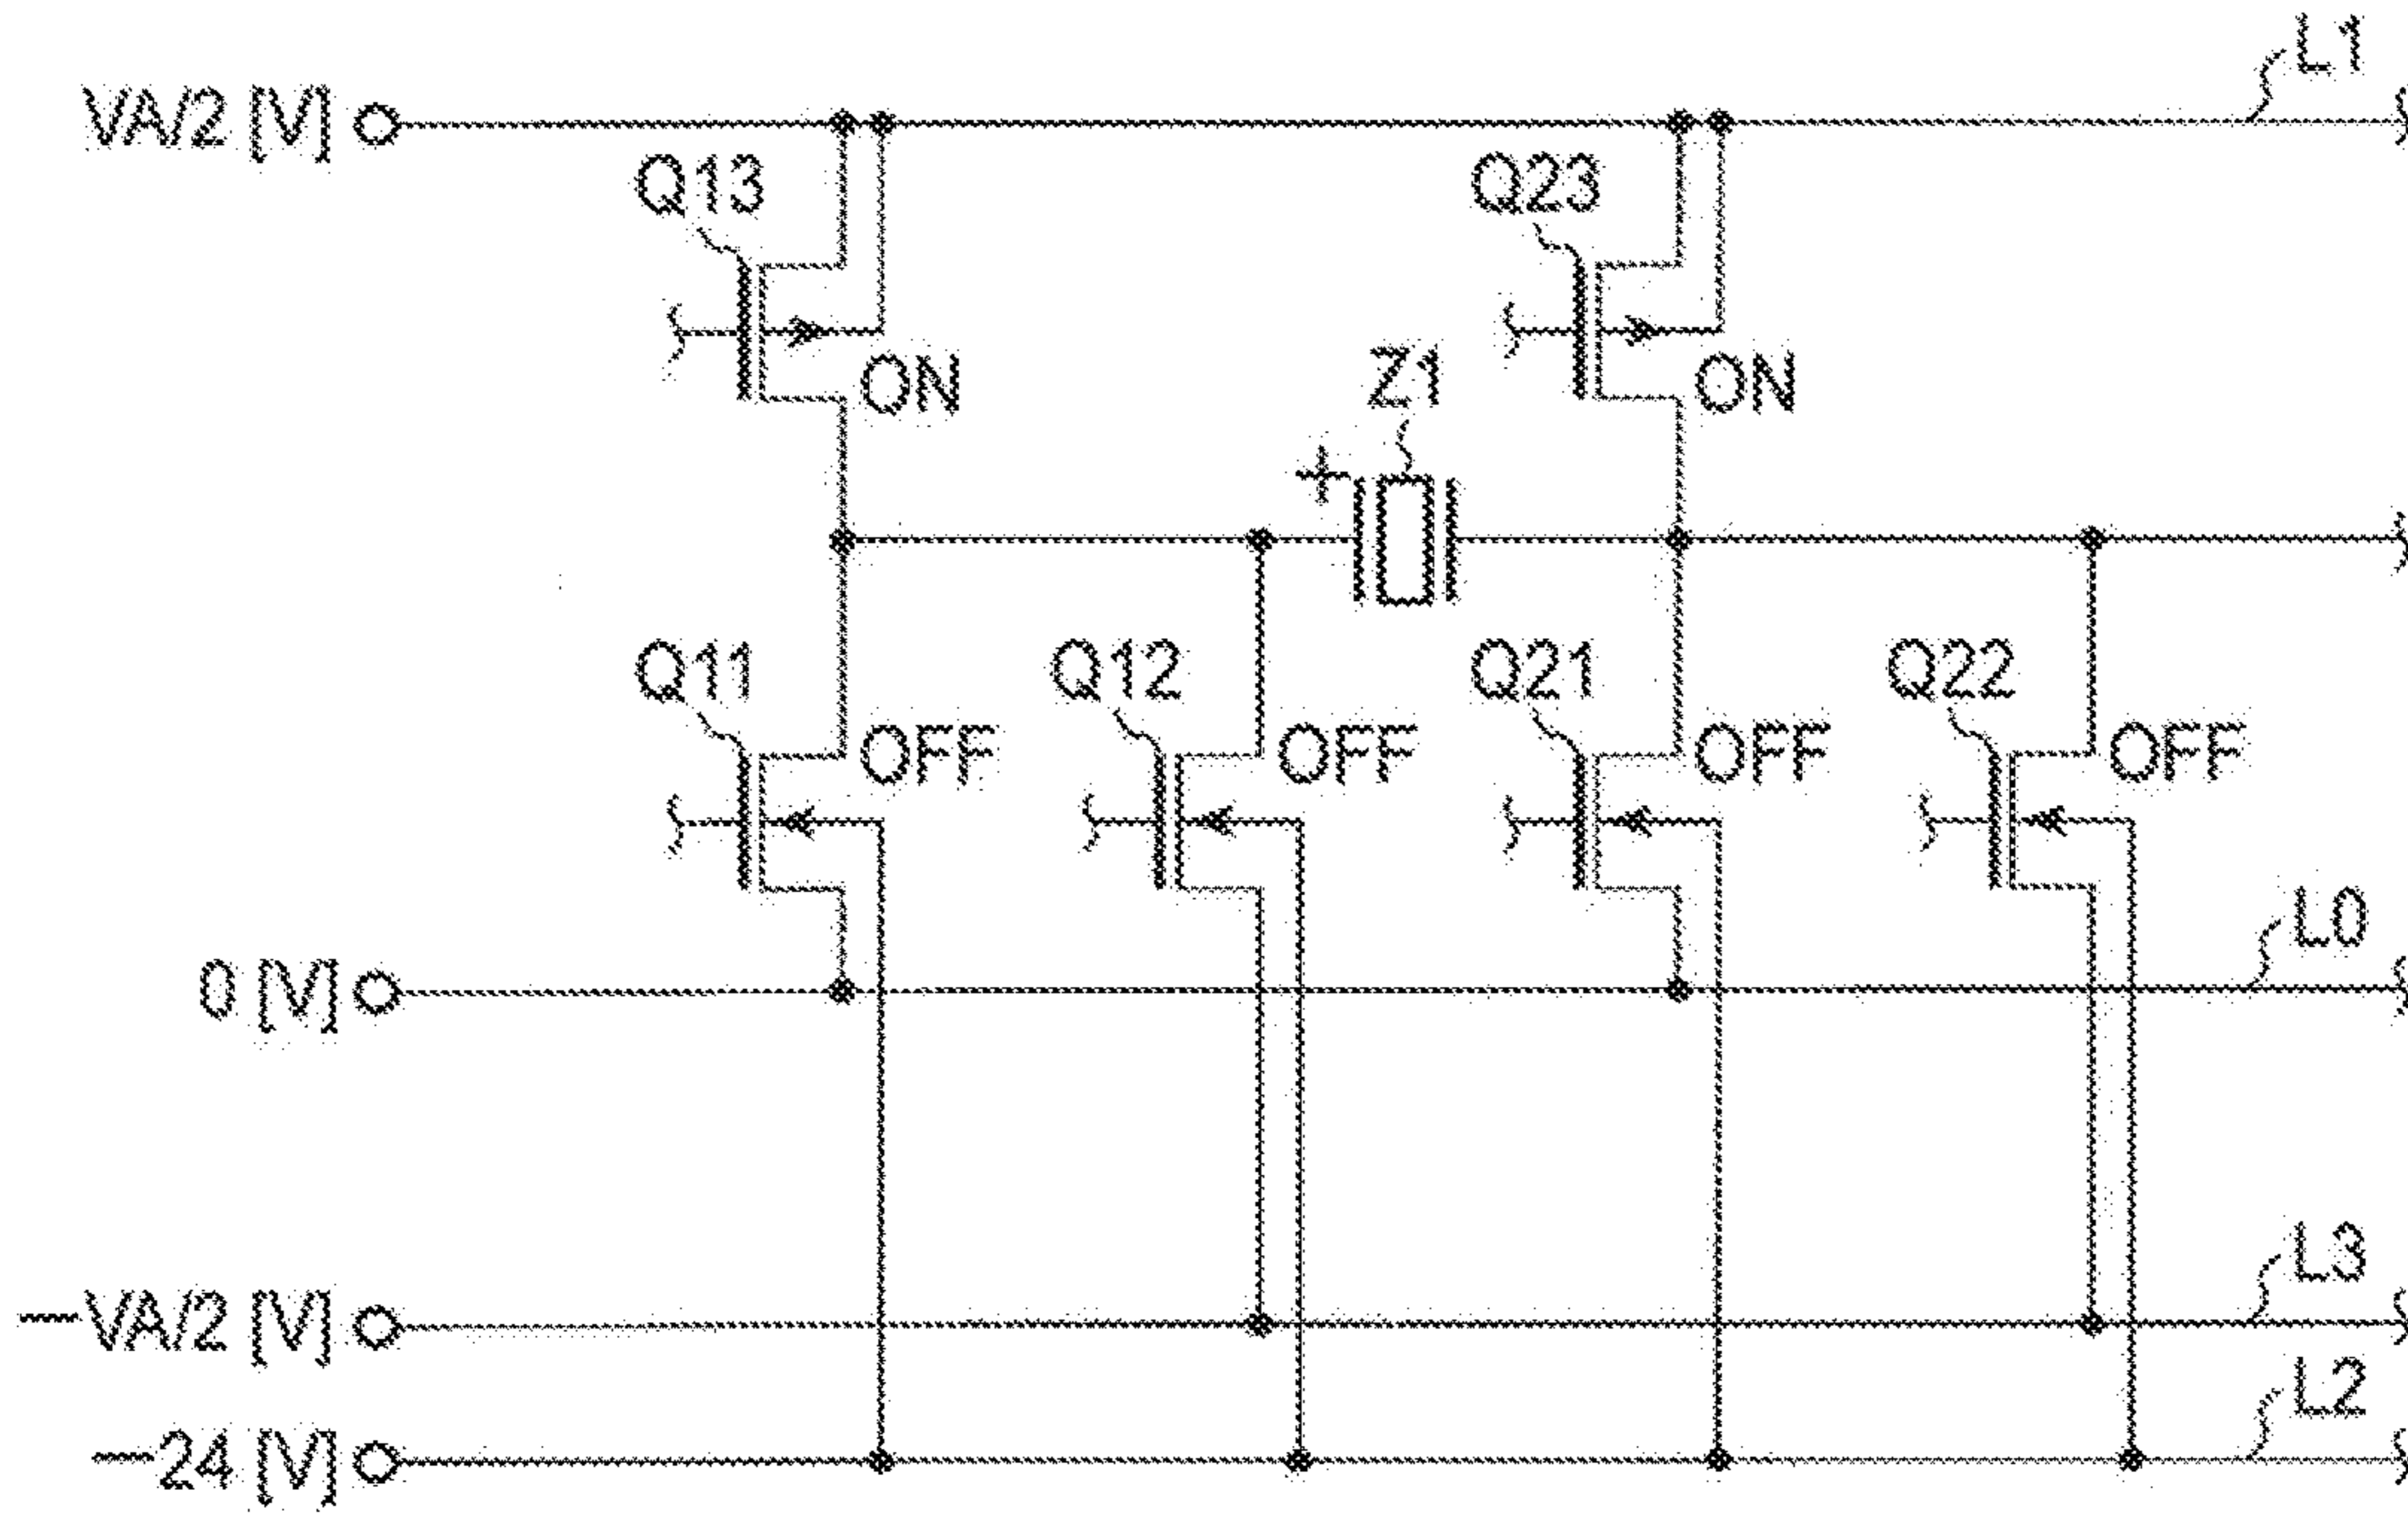 L1
VA/2 [V]
Q13
Q23
ON
Z1
ON
+
Q11
Q12
Q21
Q22
OFF
OFF
OFF
OFF
L0
0 [V]
L3
—VA/2 [V]
L2
—24 [V]